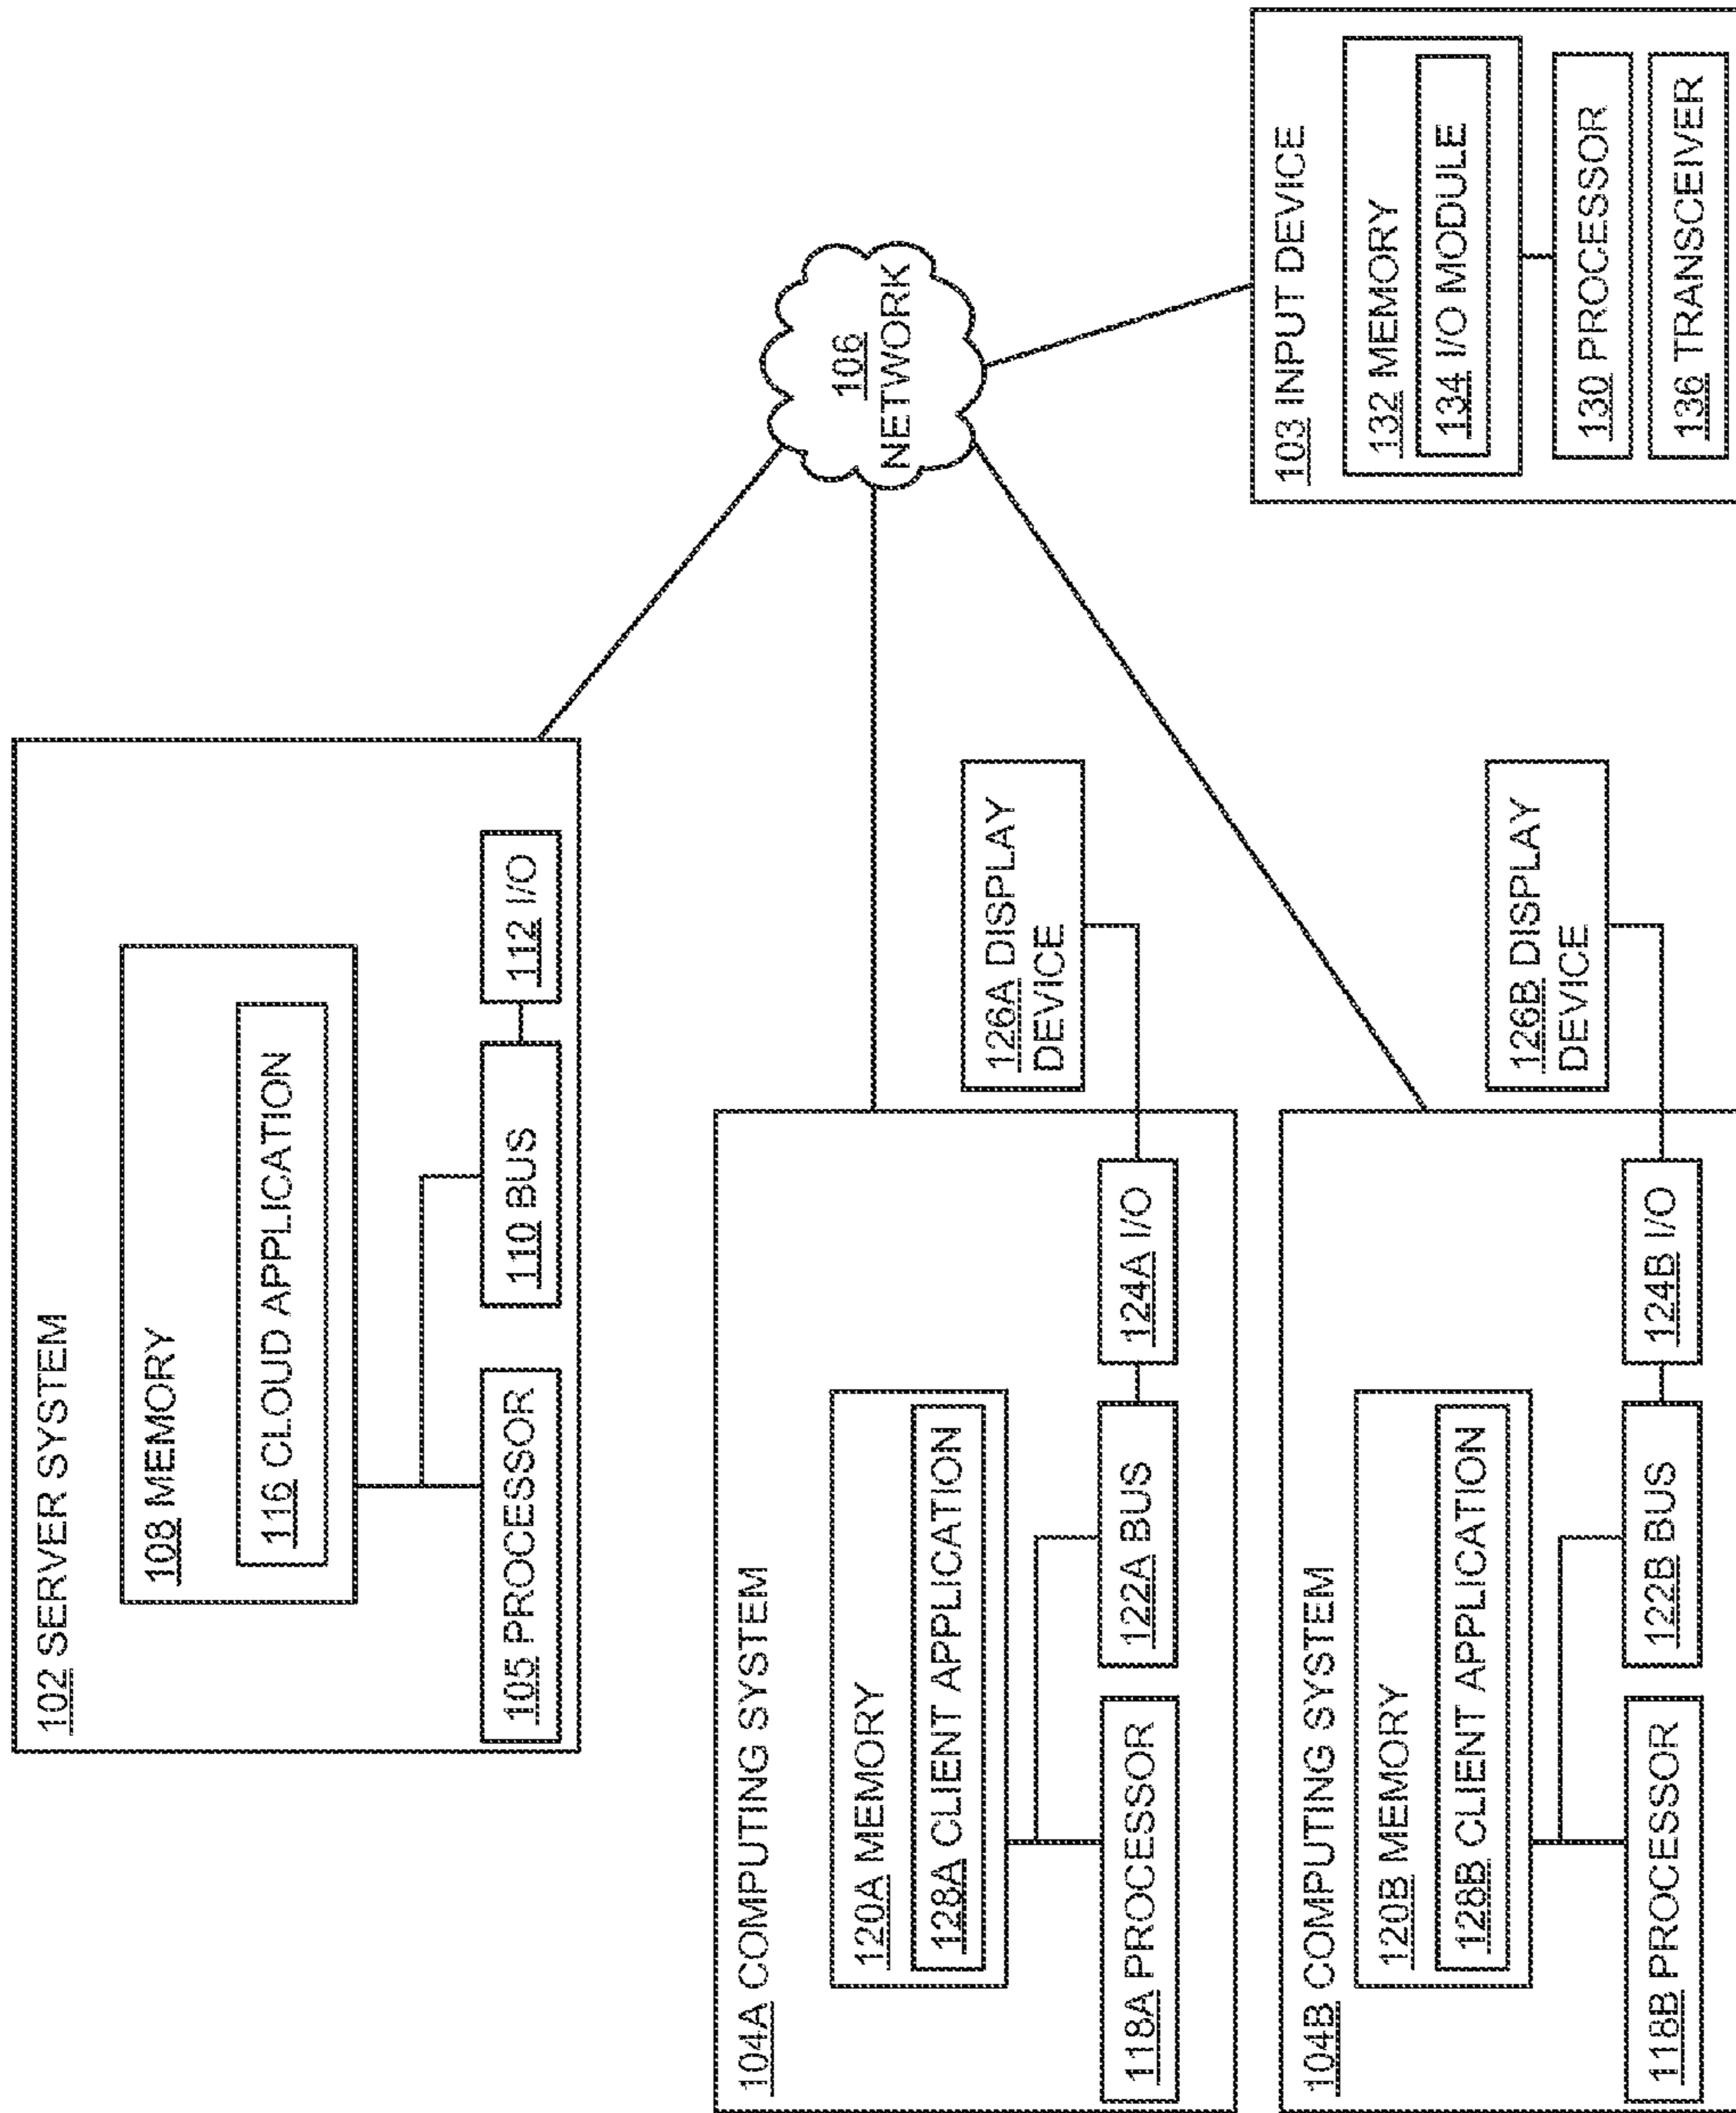 102 SERVER SYSTEM
108 MEMORY
116 CLOUD APPLICATION
105 PROCESSOR
110 BUS
112 I/O
106
NETWORK
104A COMPUTING SYSTEM
120A MEMORY
128A CLIENT APPLICATION
118A PROCESSOR
122A BUS
124A I/O
126A DISPLAY
DEVICE
104B COMPUTING SYSTEM
120B MEMORY
128B CLIENT APPLICATION
118B PROCESSOR
122B BUS
124B I/O
126B DISPLAY
DEVICE
103 INPUT DEVICE
132 MEMORY
134 I/O MODULE
130 PROCESSOR
136 TRANSCEIVER